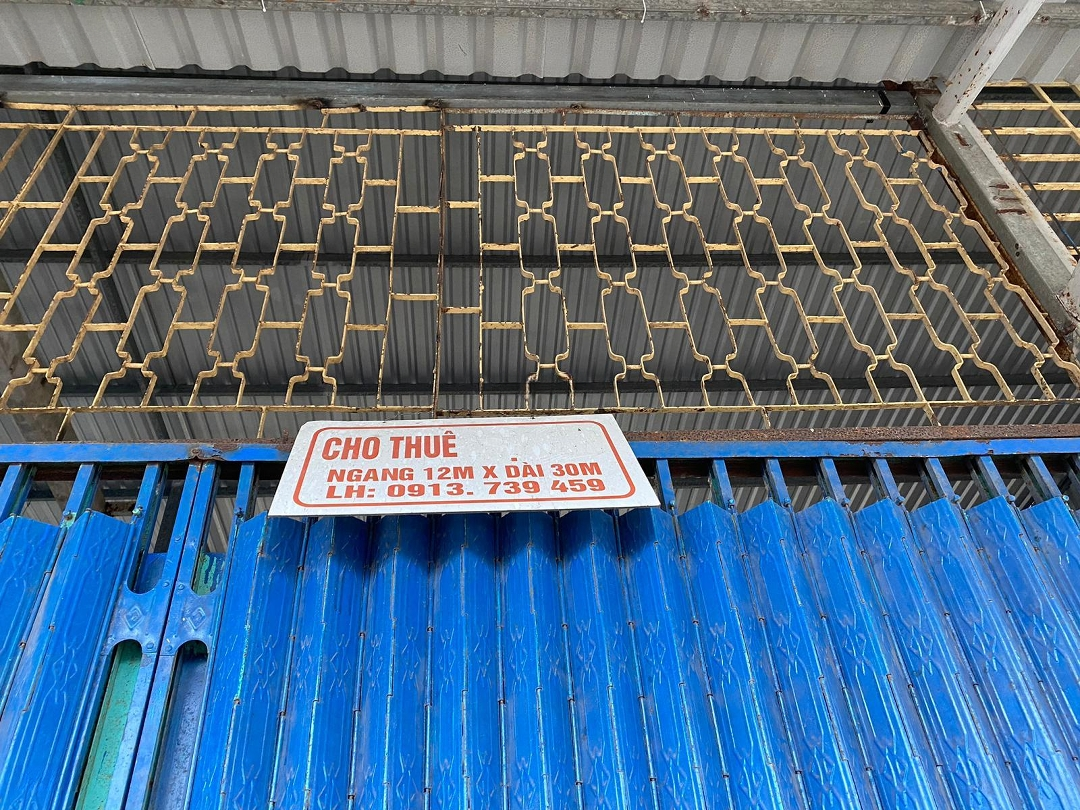 CHO THUÊ
NGANG 12M X DÀI 30M
LH: 0913. 739 459